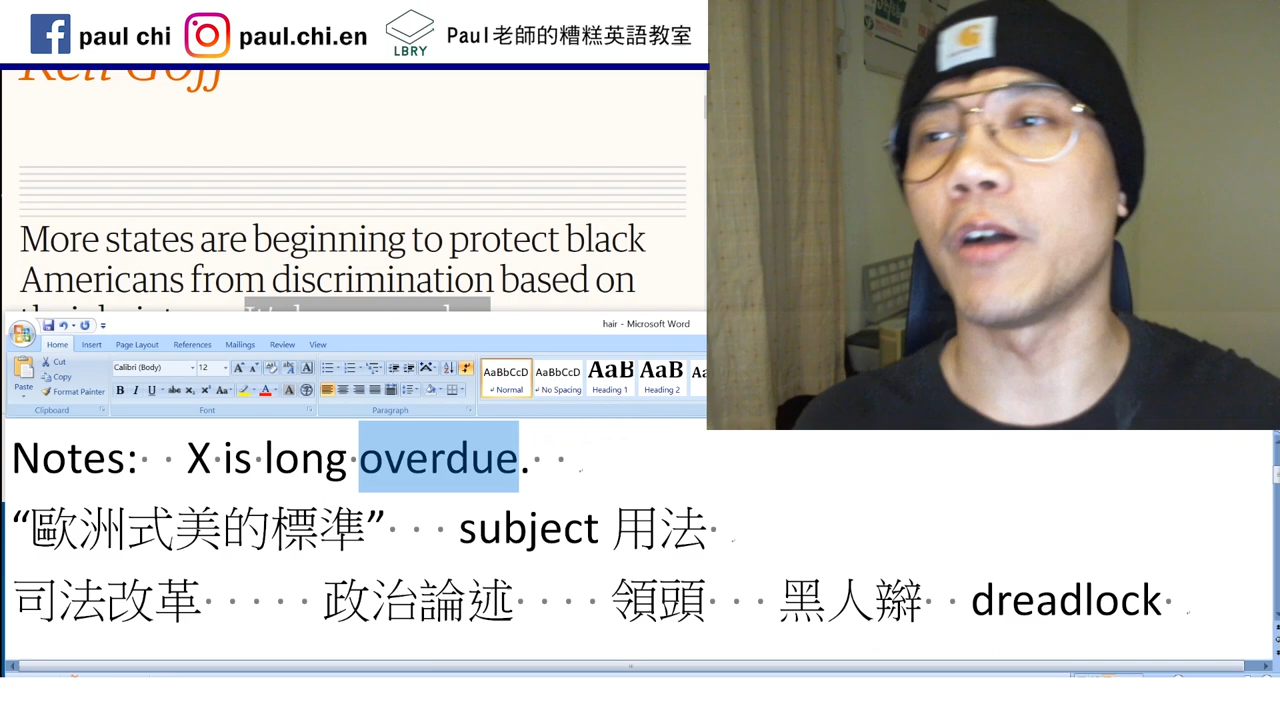 paul chi paul.chi.en LBRY Paul老師的糟糕英語教室
More states are beginning to protect black
Americans from discrimination based on
hair - Microsoft Word
Home Insert Page Layout References Mailings Review View
Cut
Copy
Format Painter
Paste
Calibri (Body) 12
AaBbCcD AaBbCcD AaBb AaBb
Normal No Spacing Heading 1 Heading 2
Clipboard Font Paragraph
Notes: X is long overdue.
“歐洲式美的標準” subject 用法
司法改革 政治論述 領頭 黑人辮 dreadlock